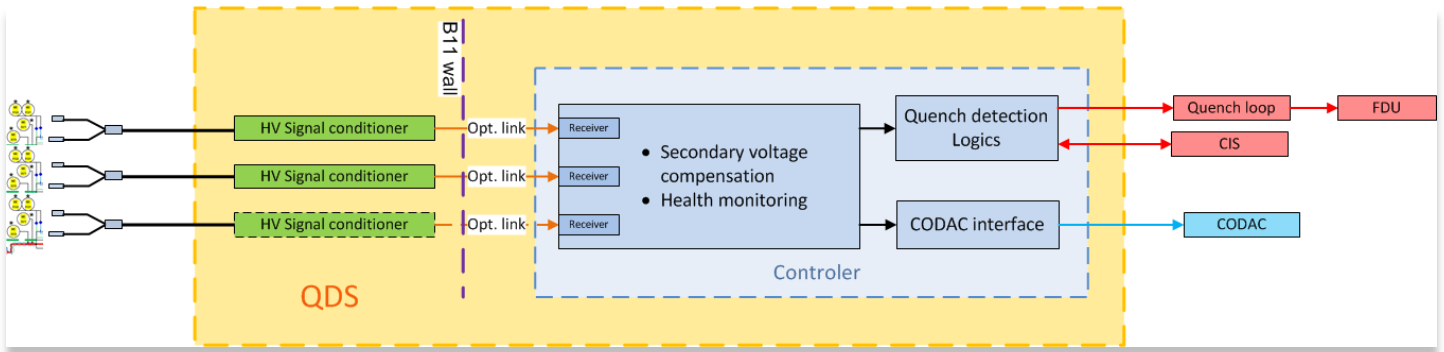 B11 wall
HV Signal conditioner
Opt. link
Receiver
HV Signal conditioner
Opt. link
Receiver
HV Signal conditioner
Opt. link
Receiver
• Secondary voltage
compensation
• Health monitoring
Quench detection
Logics
CODAC interface
Controler
QDS
Quench loop
FDU
CIS
CODAC